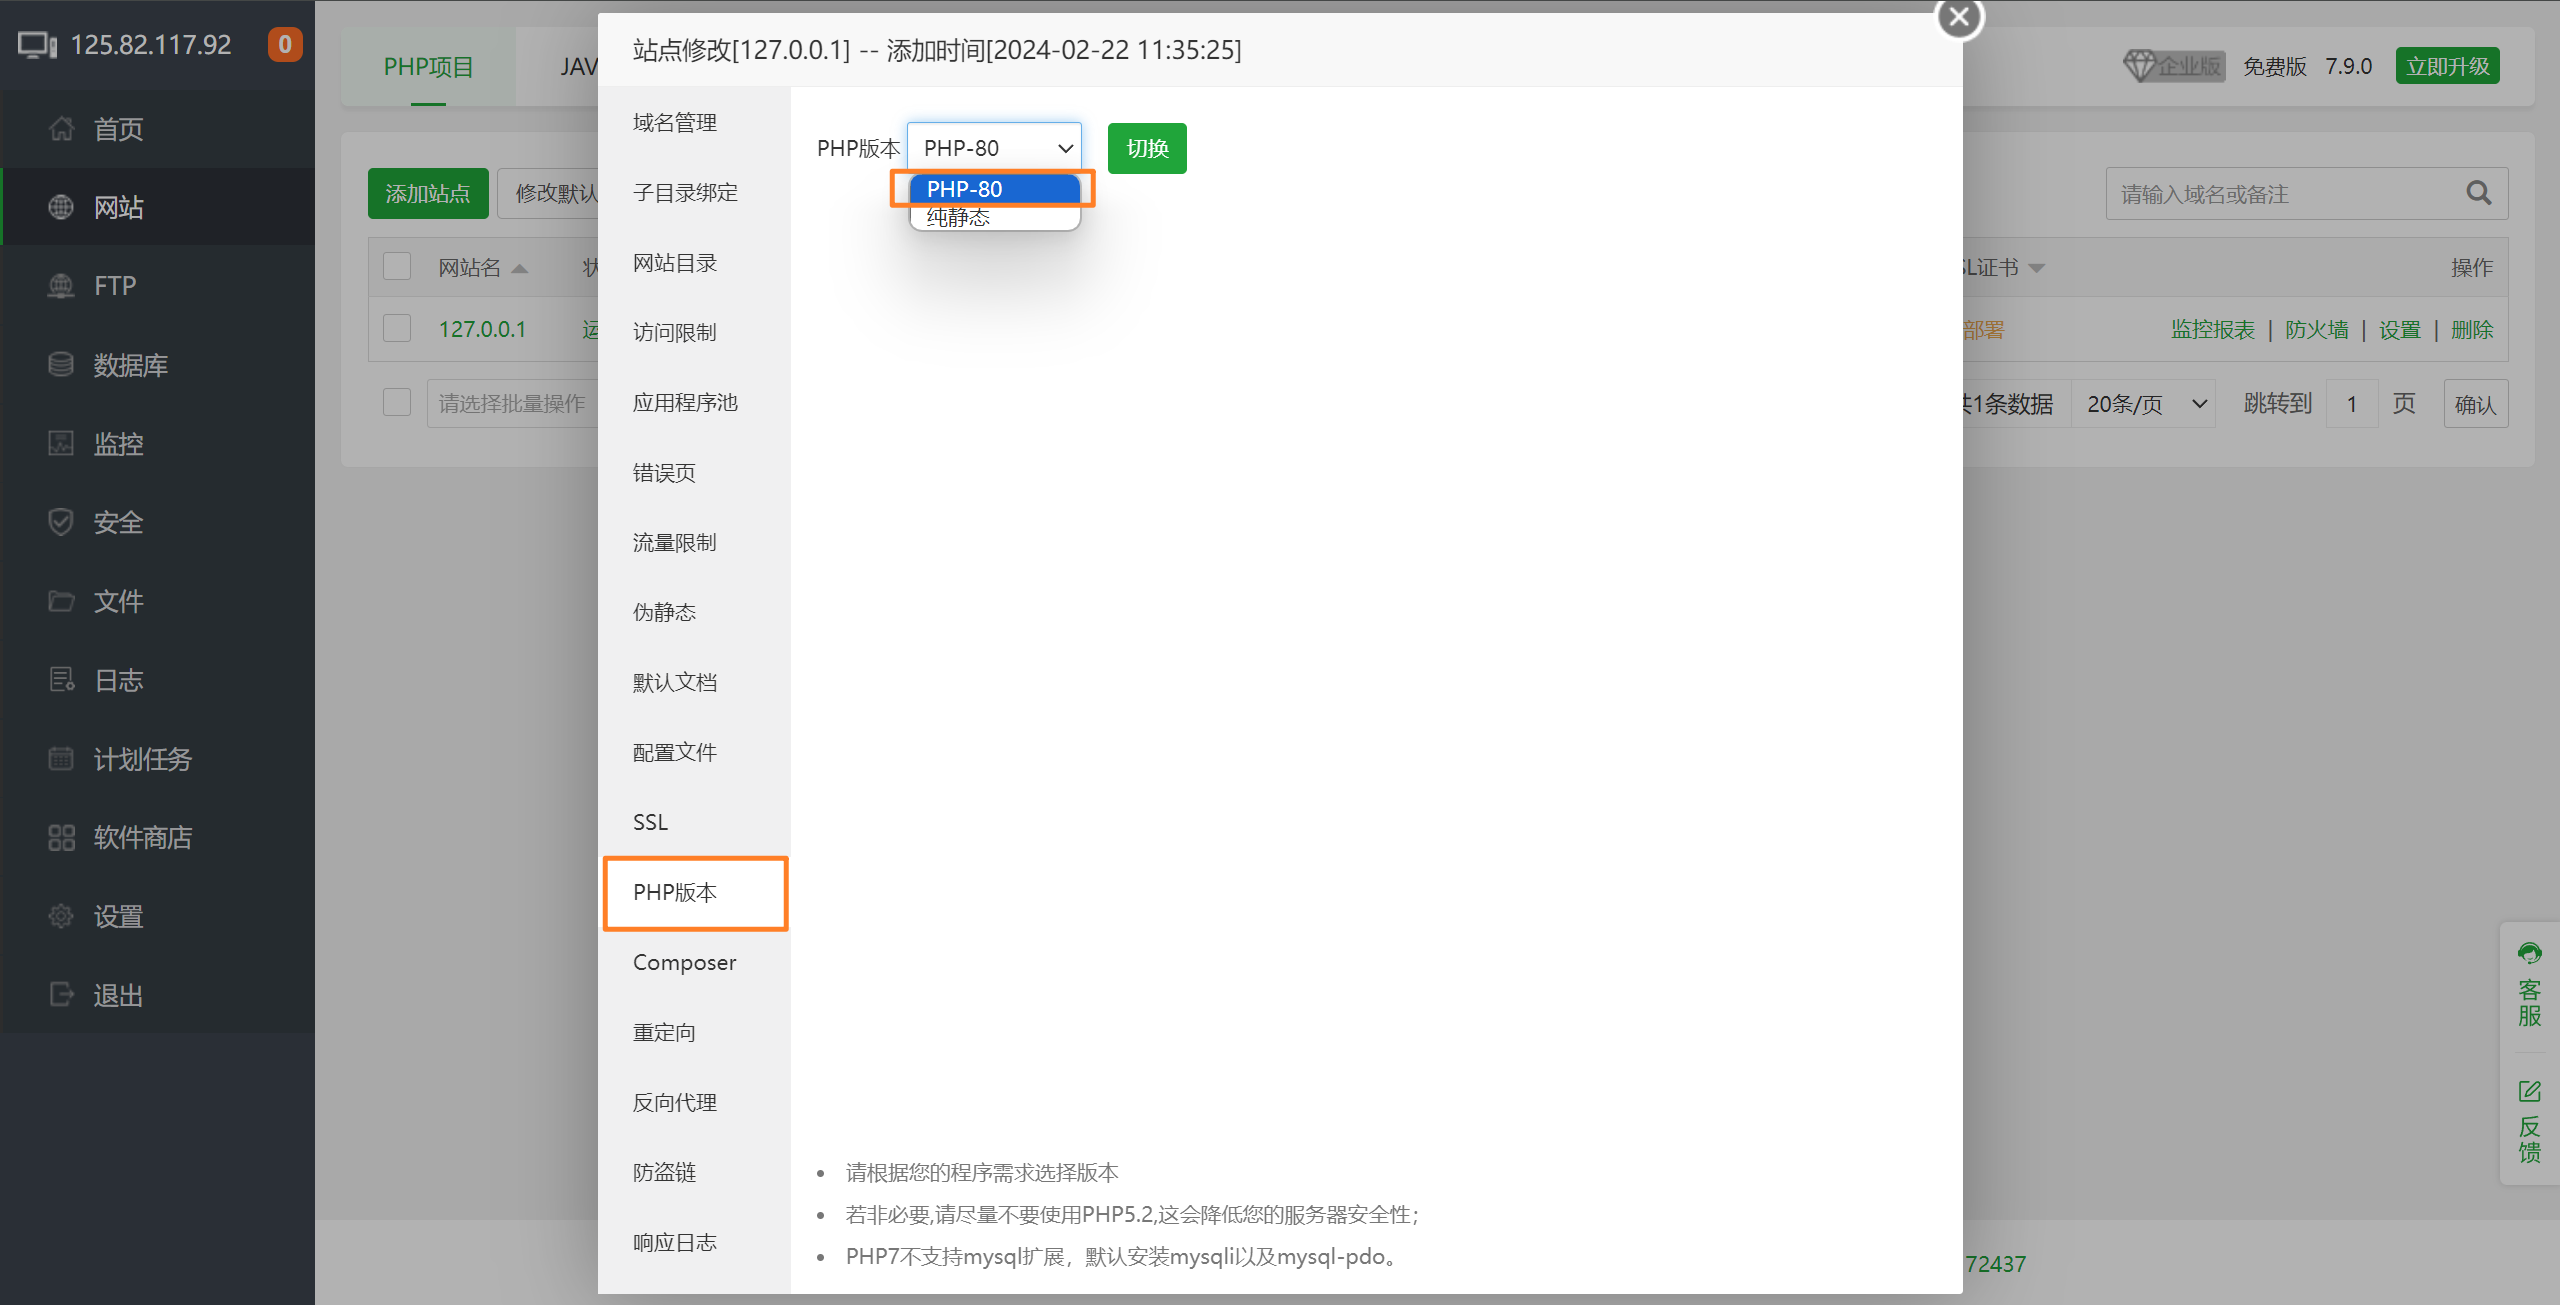 125.82.117.92 0
首页
网站
FTP
数据库
监控
安全
文件
日志
计划任务
软件商店
设置
退出
PHP项目 JAV
企业版 免费版 7.9.0 立即升级
添加站点 修改默认
请输入域名或备注
网站名 状
SL证书 操作
127.0.0.1 运
部署 监控报表 | 防火墙 | 设置 | 删除
请选择批量操作
共1条数据 20条/页 跳转到 1 页 确认
站点修改[127.0.0.1] -- 添加时间[2024-02-22 11:35:25]
域名管理
子目录绑定
网站目录
访问限制
应用程序池
错误页
流量限制
伪静态
默认文档
配置文件
SSL
PHP版本
Composer
重定向
反向代理
防盗链
响应日志
PHP版本 PHP-80 切换
PHP-80
纯静态
请根据您的程序需求选择版本
若非必要,请尽量不要使用PHP5.2,这会降低您的服务器安全性；
PHP7不支持mysql扩展，默认安装mysqli以及mysql-pdo。
客服
反馈
72437